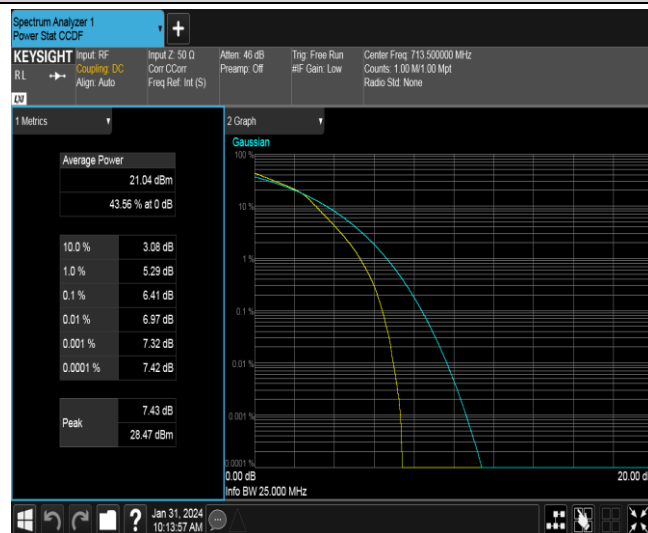 Spectrum Analyzer 1
Power Stat CCDF
+
KEYSIGHT
RL
LXI
Input: RF
Coupling: DC
Align: Auto
Input Z: 50 Ω
Corr CCorr
Freq Ref: Int (S)
Atten: 46 dB
Preamp: Off
Trig: Free Run
#IF Gain: Low
Center Freq: 713.500000 MHz
Counts: 1.00 M/1.00 Mpt
Radio Std: None
1 Metrics
Average Power
21.04 dBm
43.56 % at 0 dB
10.0 % 3.08 dB
1.0 % 5.29 dB
0.1 % 6.41 dB
0.01 % 6.97 dB
0.001 % 7.32 dB
0.0001 % 7.42 dB
Peak
7.43 dB
28.47 dBm
2 Graph
Gaussian
100 %
10 %
1 %
0.1 %
0.01 %
0.001 %
0.0001 %
0.00 dB
20.00 d
Info BW 25.000 MHz
?
Jan 31, 2024
10:13:57 AM